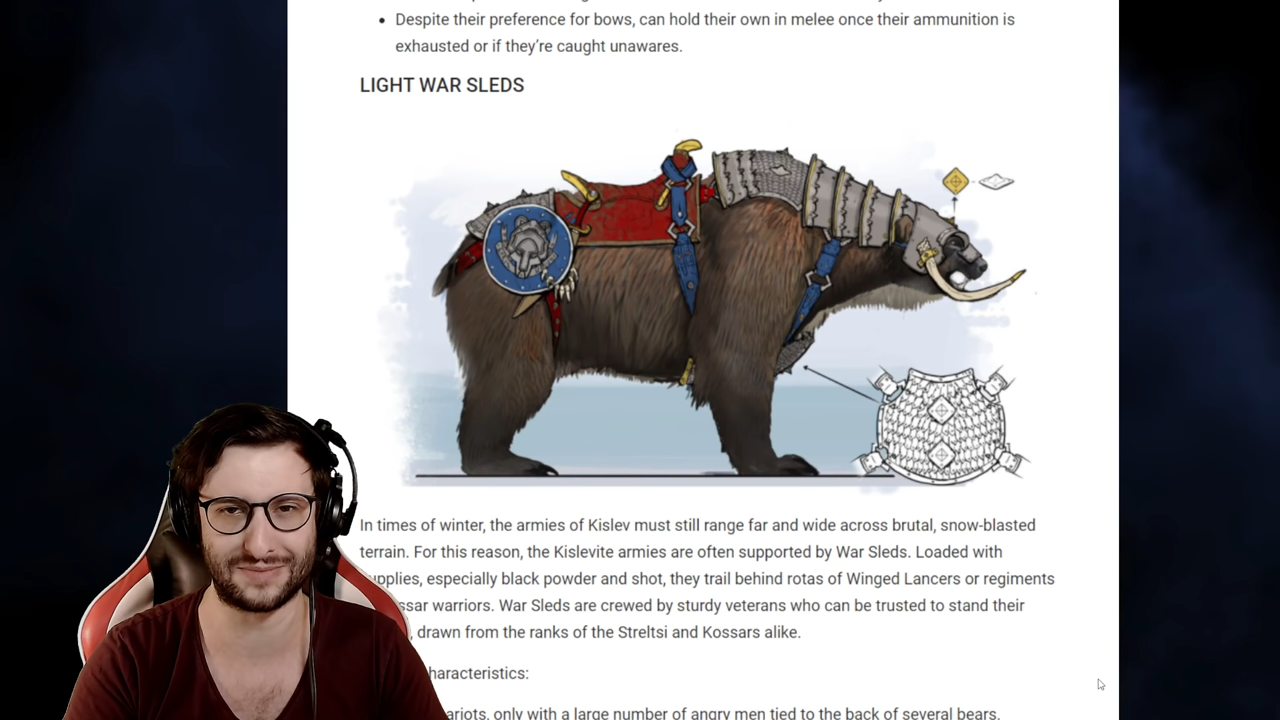 Despite their preference for bows, can hold their own in melee once their ammunition is
exhausted or if they're caught unawares.
LIGHT WAR SLEDS
In times of winter, the armies of Kislev must still range far and wide across brutal, snow-blasted
terrain. For this reason, the Kislevite armies are often supported by War Sleds. Loaded with
especially black powder and shot, they trail behind rotas of Winged Lancers or regiments
warriors. War Sleds are crewed by sturdy veterans who can be trusted to stand their
drawn from the ranks of the Streltsi and Kossars alike.
only with a large number of angry men tied to the back of several bears.